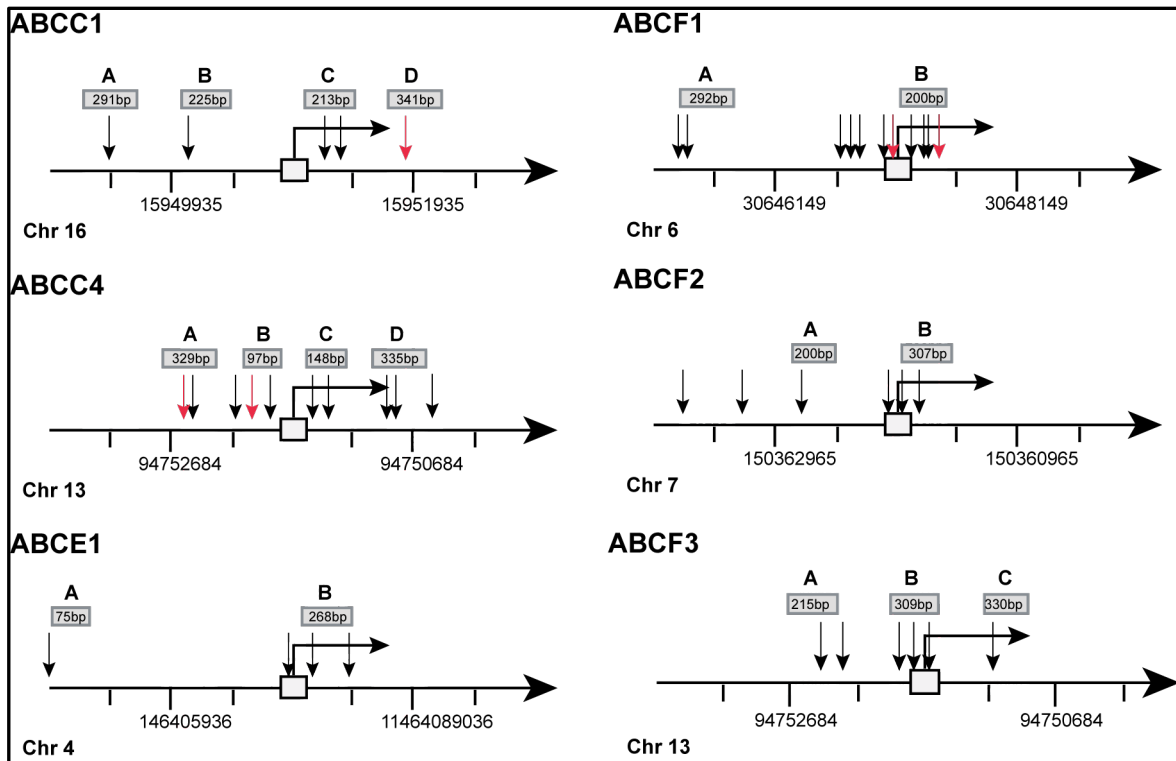 ABCC1
A B C D
291bp 225bp 213bp 341bp
15949935 15951935
Chr 16
ABCF1
A B
292bp 200bp
30646149 30648149
Chr 6
ABCC4
A B C D
329bp 97bp 148bp 335bp
94752684 94750684
Chr 13
ABCF2
A B
200bp 307bp
150362965 150360965
Chr 7
ABCE1
A B
75bp 268bp
146405936 11464089036
Chr 4
ABCF3
A B C
215bp 309bp 330bp
94752684 94750684
Chr 13